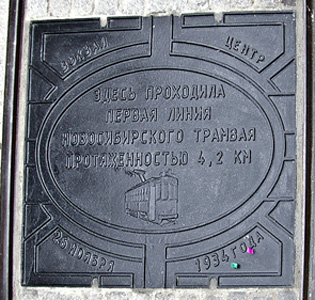 ВОКЗАЛ
ЦЕНТР
ЗДЕСЬ ПРОХОДИЛА
ПЕРВАЯ ЛИНИЯ
НОВОСИБИРСКОГО ТРАМВАЯ
ПРОТЯЖЕННОСТЬЮ 4,2 КМ
26 НОЯБРЯ
1934 ГОДА